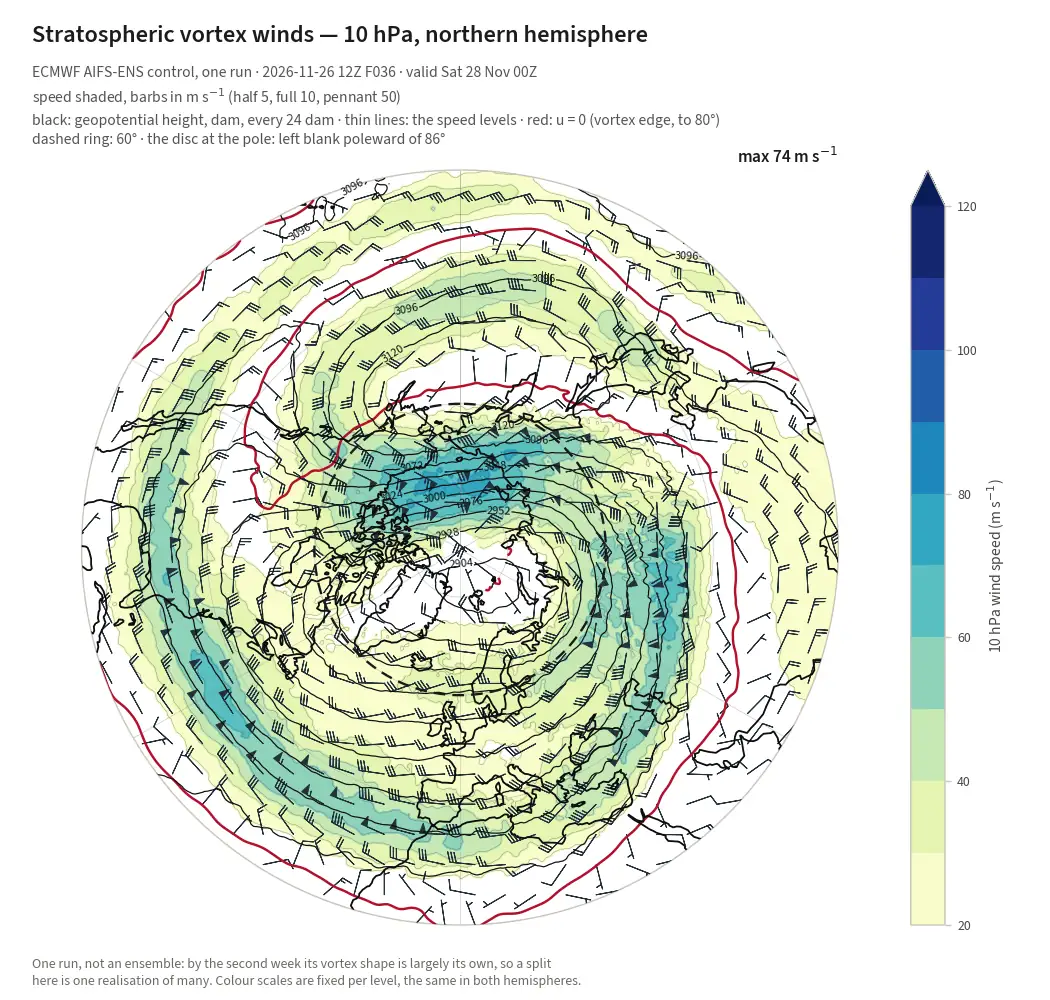 Stratospheric vortex winds — 10 hPa, northern hemisphere
ECMWF AIFS-ENS control, one run · 2026-11-26 12Z F036 · valid Sat 28 Nov 00Z
speed shaded, barbs in m s⁻¹ (half 5, full 10, pennant 50)
black: geopotential height, dam, every 24 dam · thin lines: the speed levels · red: u = 0 (vortex edge, to 80°)
dashed ring: 60° · the disc at the pole: left blank poleward of 86°
max 74 m s⁻¹
3096
3096
3096
3096
3096
3120
3120
3096
3072
3024
3000
2976
2952
2928
2904
120
100
80
60
40
20
10 hPa wind speed (m s⁻¹)
One run, not an ensemble: by the second week its vortex shape is largely its own, so a split
here is one realisation of many. Colour scales are fixed per level, the same in both hemispheres.